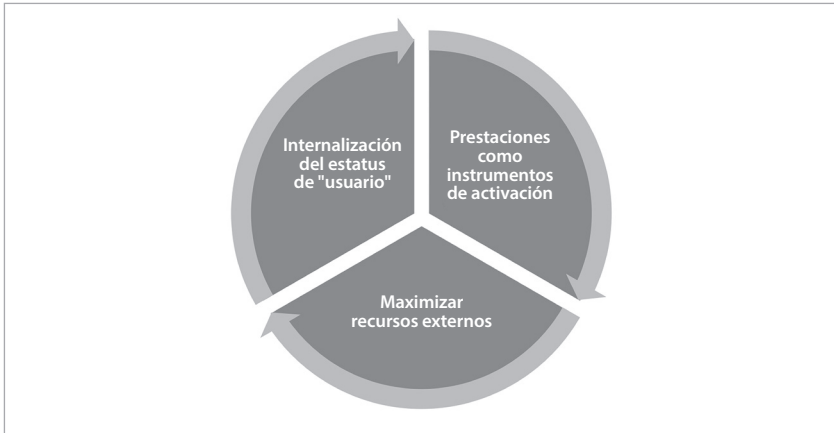 Internalización
del estatus
de "usuario"
Prestaciones
como
instrumentos
de activación
Maximizar
recursos externos